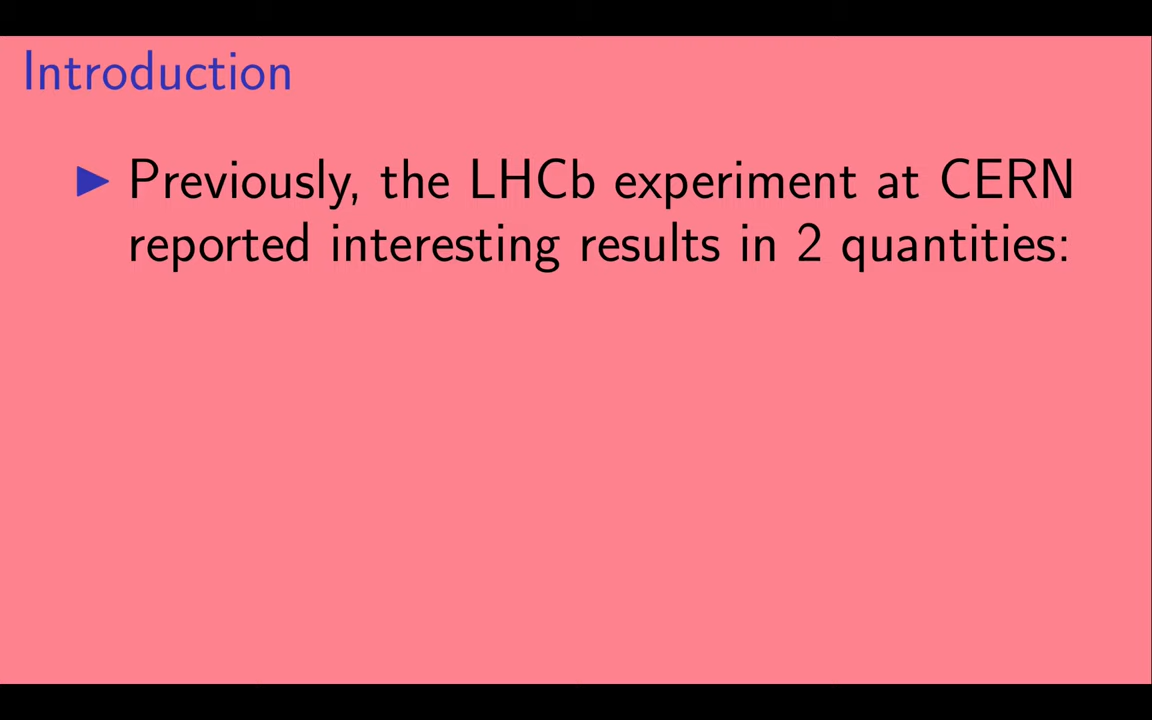 Introduction
Previously, the LHCb experiment at CERN
reported interesting results in 2 quantities: